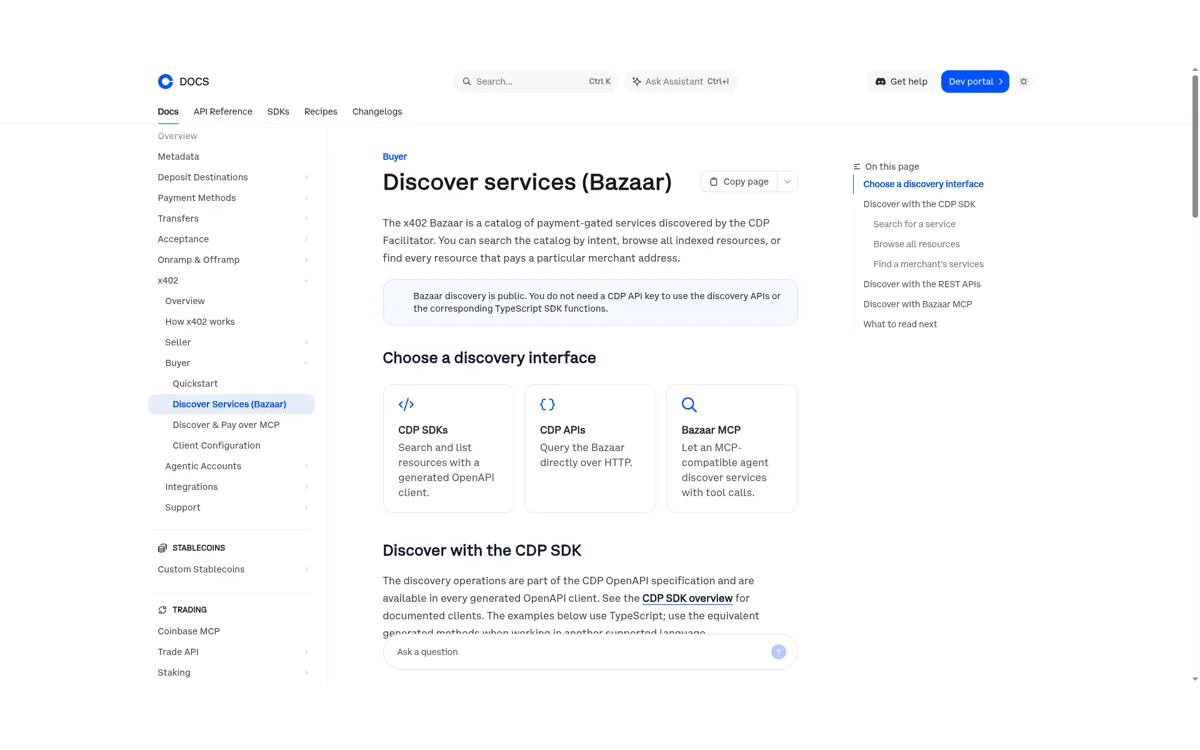 DOCS
Search...
Ctrl K
Ask Assistant Ctrl+I
Get help
Dev portal
Docs
API Reference
SDKs
Recipes
Changelogs
Overview
Metadata
Deposit Destinations
Payment Methods
Transfers
Acceptance
Onramp & Offramp
x402
Overview
How x402 works
Seller
Buyer
Quickstart
Discover Services (Bazaar)
Discover & Pay over MCP
Client Configuration
Agentic Accounts
Integrations
Support
STABLECOINS
Custom Stablecoins
TRADING
Coinbase MCP
Trade API
Staking
Buyer
Discover services (Bazaar)
Copy page
The x402 Bazaar is a catalog of payment-gated services discovered by the CDP
Facilitator. You can search the catalog by intent, browse all indexed resources, or
find every resource that pays a particular merchant address.
Bazaar discovery is public. You do not need a CDP API key to use the discovery APIs or
the corresponding TypeScript SDK functions.
Choose a discovery interface
CDP SDKs
Search and list
resources with a
generated OpenAPI
client.
CDP APIs
Query the Bazaar
directly over HTTP.
Bazaar MCP
Let an MCP-
compatible agent
discover services
with tool calls.
Discover with the CDP SDK
The discovery operations are part of the CDP OpenAPI specification and are
available in every generated OpenAPI client. See the CDP SDK overview for
documented clients. The examples below use TypeScript; use the equivalent
generated methods when working in another supported language.
Ask a question
On this page
Choose a discovery interface
Discover with the CDP SDK
Search for a service
Browse all resources
Find a merchant's services
Discover with the REST APIs
Discover with Bazaar MCP
What to read next